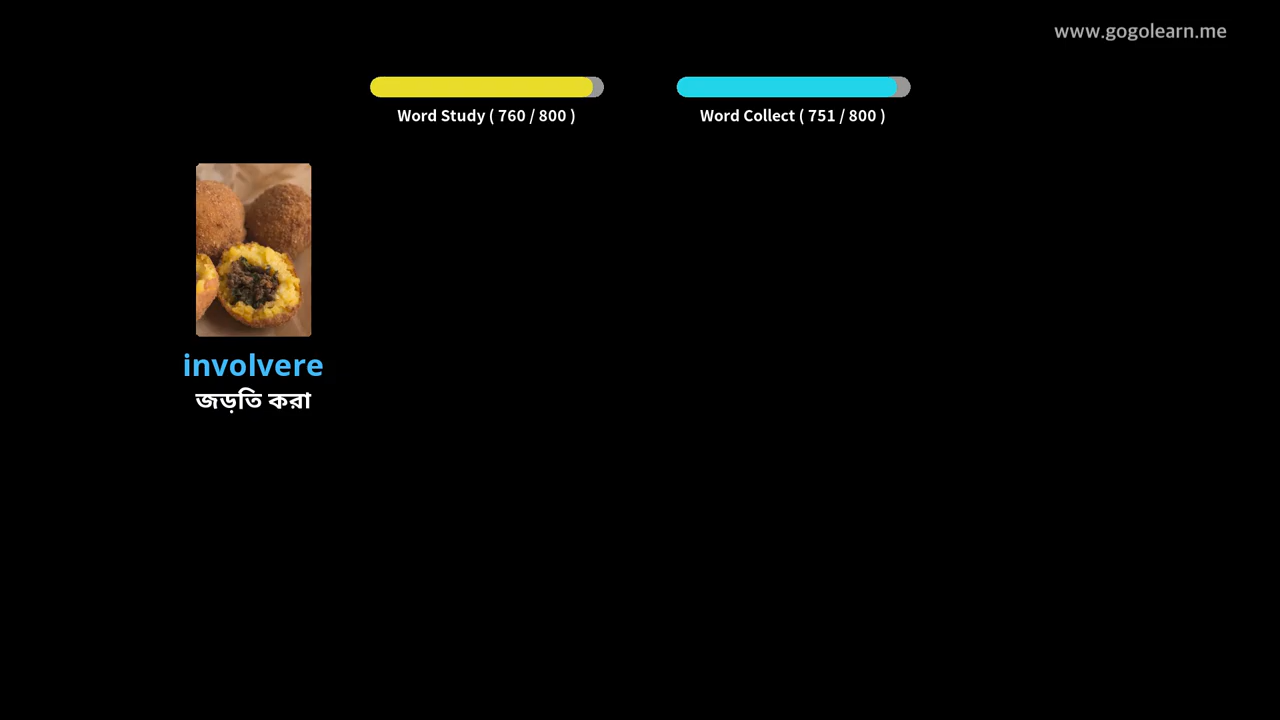 www.gogolearn.me
Word Study ( 760 / 800 )
Word Collect ( 751 / 800 )
involvere
জড়তি করা